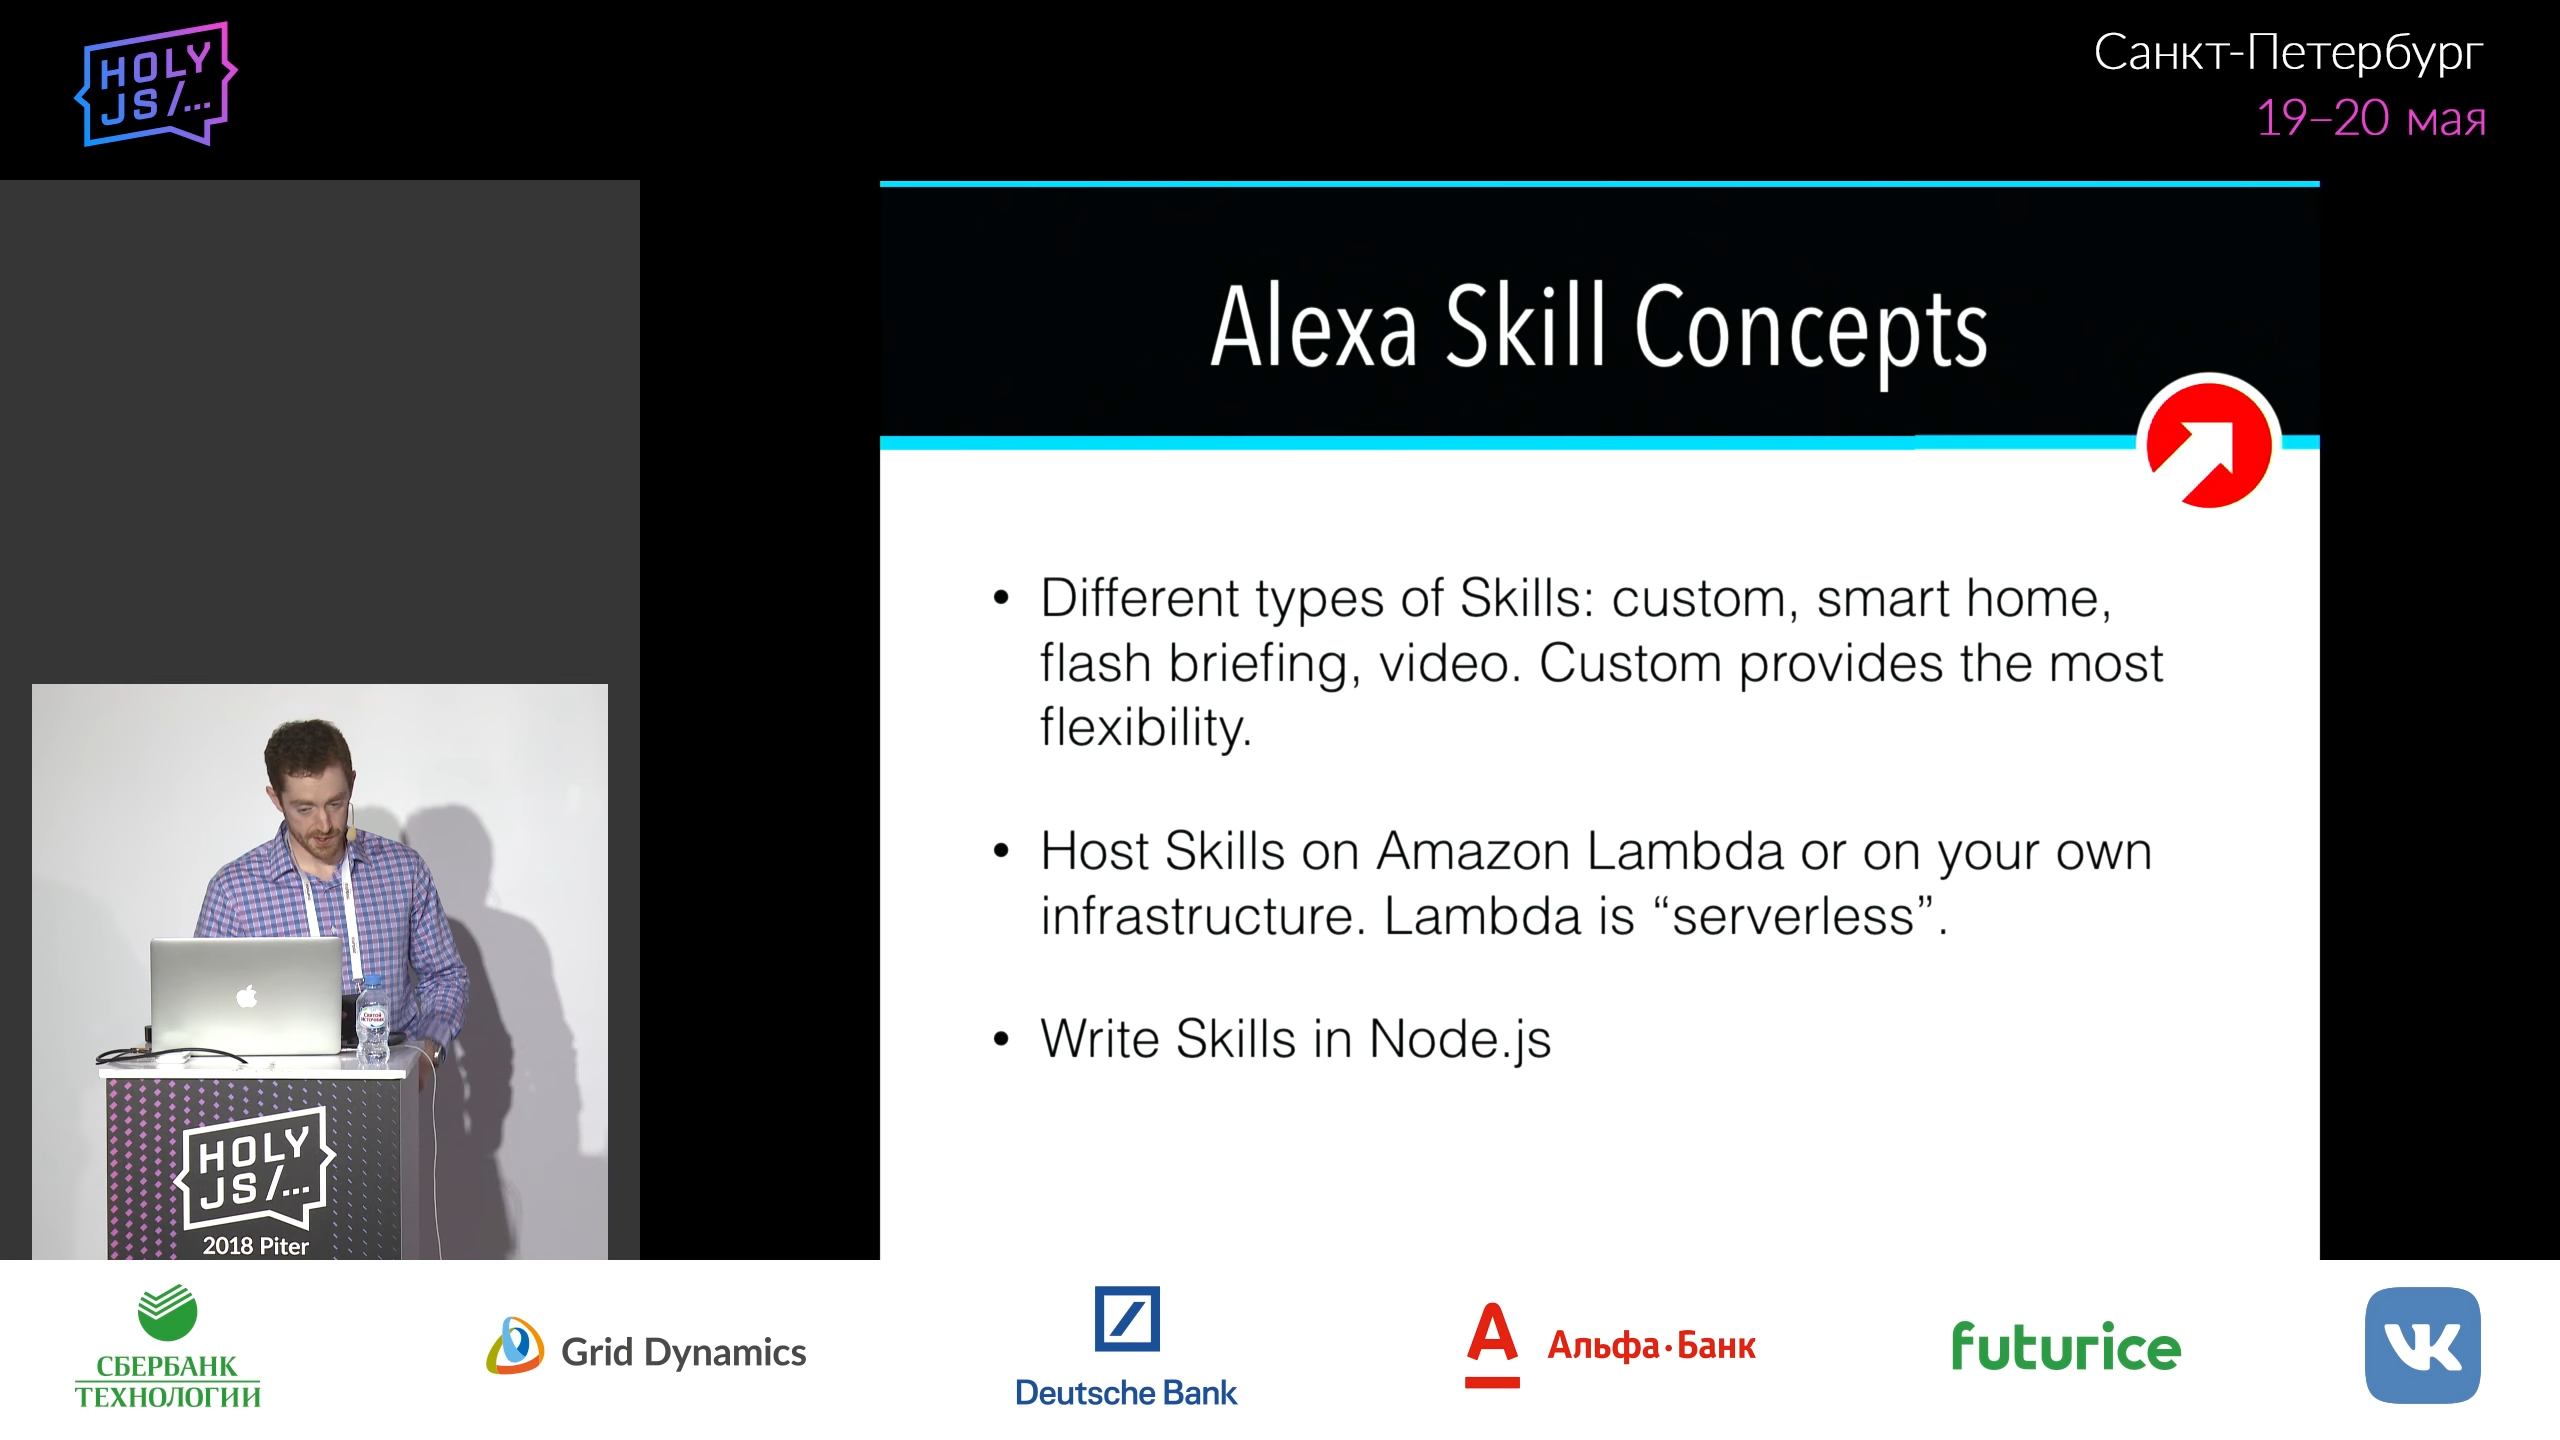 HOLY
JS/...
Санкт-Петербург
19–20 мая
Alexa Skill Concepts
• Different types of Skills: custom, smart home,
flash briefing, video. Custom provides the most
flexibility.
• Host Skills on Amazon Lambda or on your own
infrastructure. Lambda is “serverless”.
• Write Skills in Node.js
СВЯТОЙ
ИСТОЧНИК
HOLY
JS/...
2018 Piter
СБЕРБАНК
ТЕХНОЛОГИИ
Grid Dynamics
Deutsche Bank
Альфа·Банк
futurice